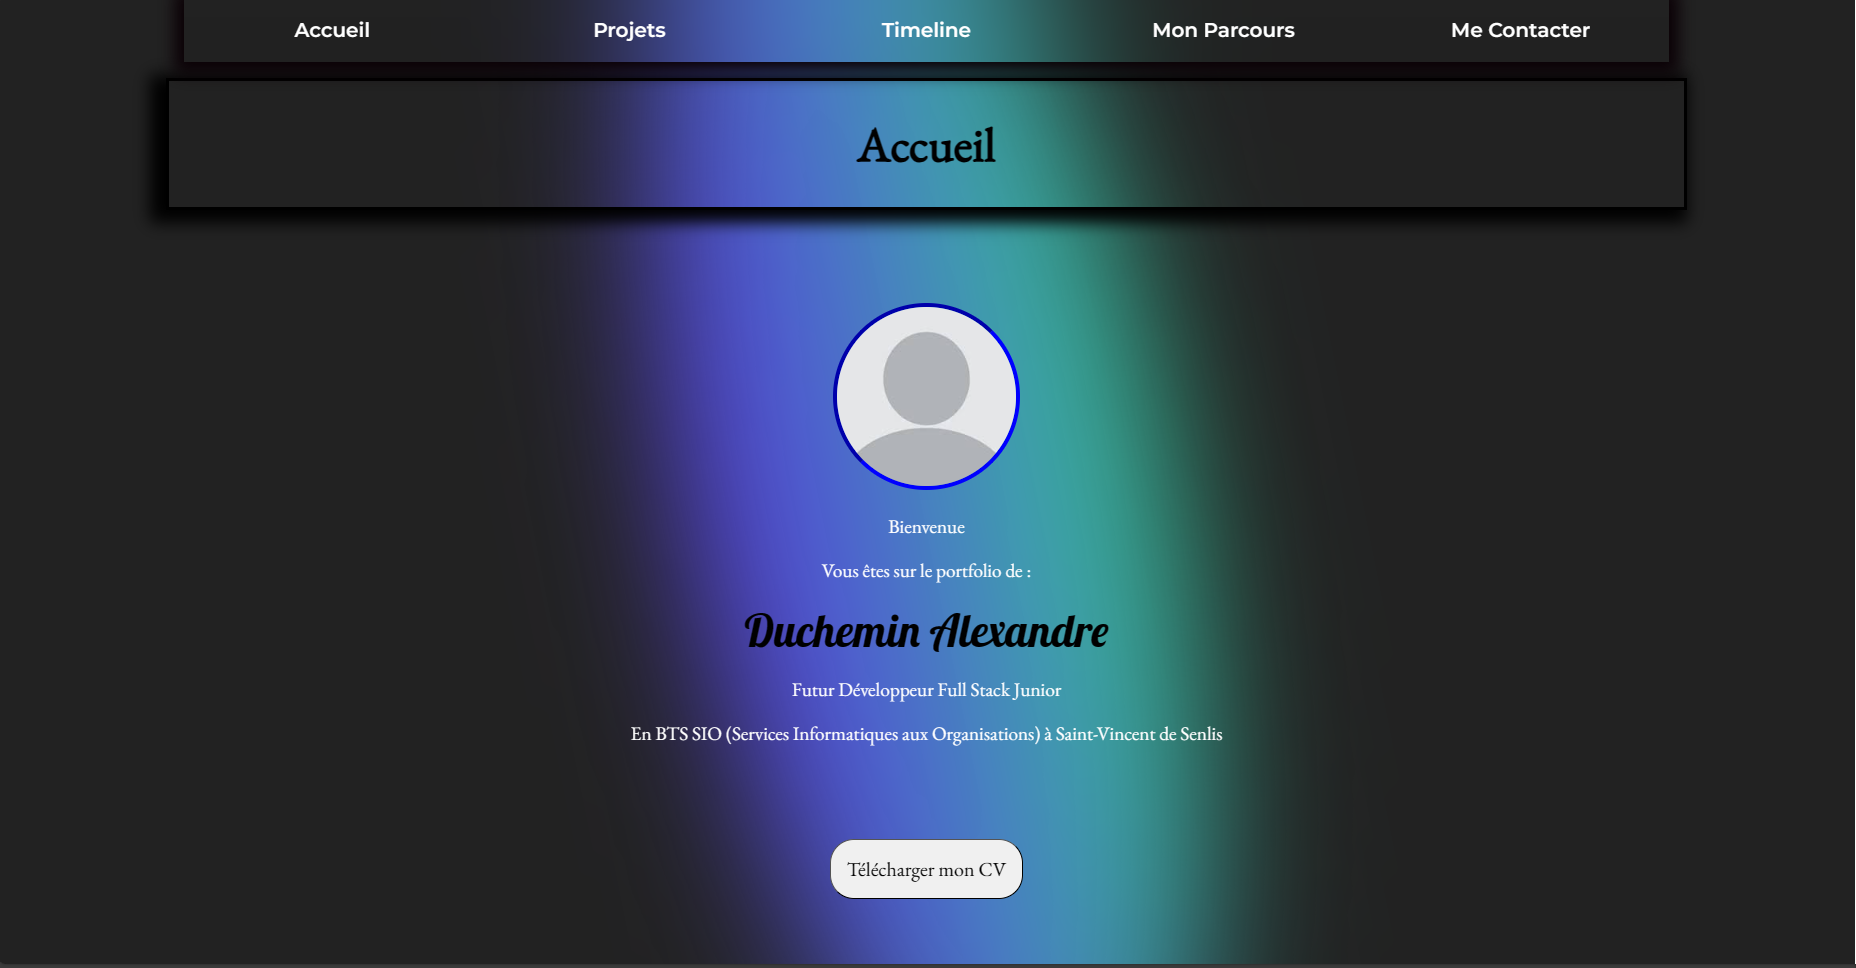 Accueil Projets Timeline Mon Parcours Me Contacter
Accueil
Bienvenue
Vous êtes sur le portfolio de :
Duchemin Alexandre
Futur Développeur Full Stack Junior
En BTS SIO (Services Informatiques aux Organisations) à Saint-Vincent de Senlis
Télécharger mon CV